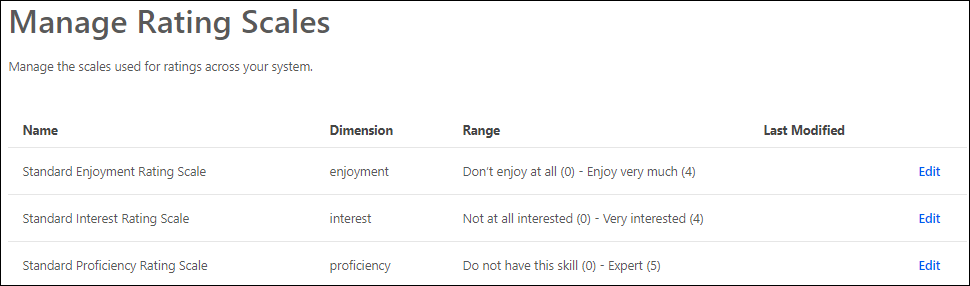 Manage Rating Scales
Manage the scales used for ratings across your system.
Name Dimension Range Last Modified
Standard Enjoyment Rating Scale enjoyment Don't enjoy at all (0) - Enjoy very much (4) Edit
Standard Interest Rating Scale interest Not at all interested (0) - Very interested (4) Edit
Standard Proficiency Rating Scale proficiency Do not have this skill (0) - Expert (5) Edit